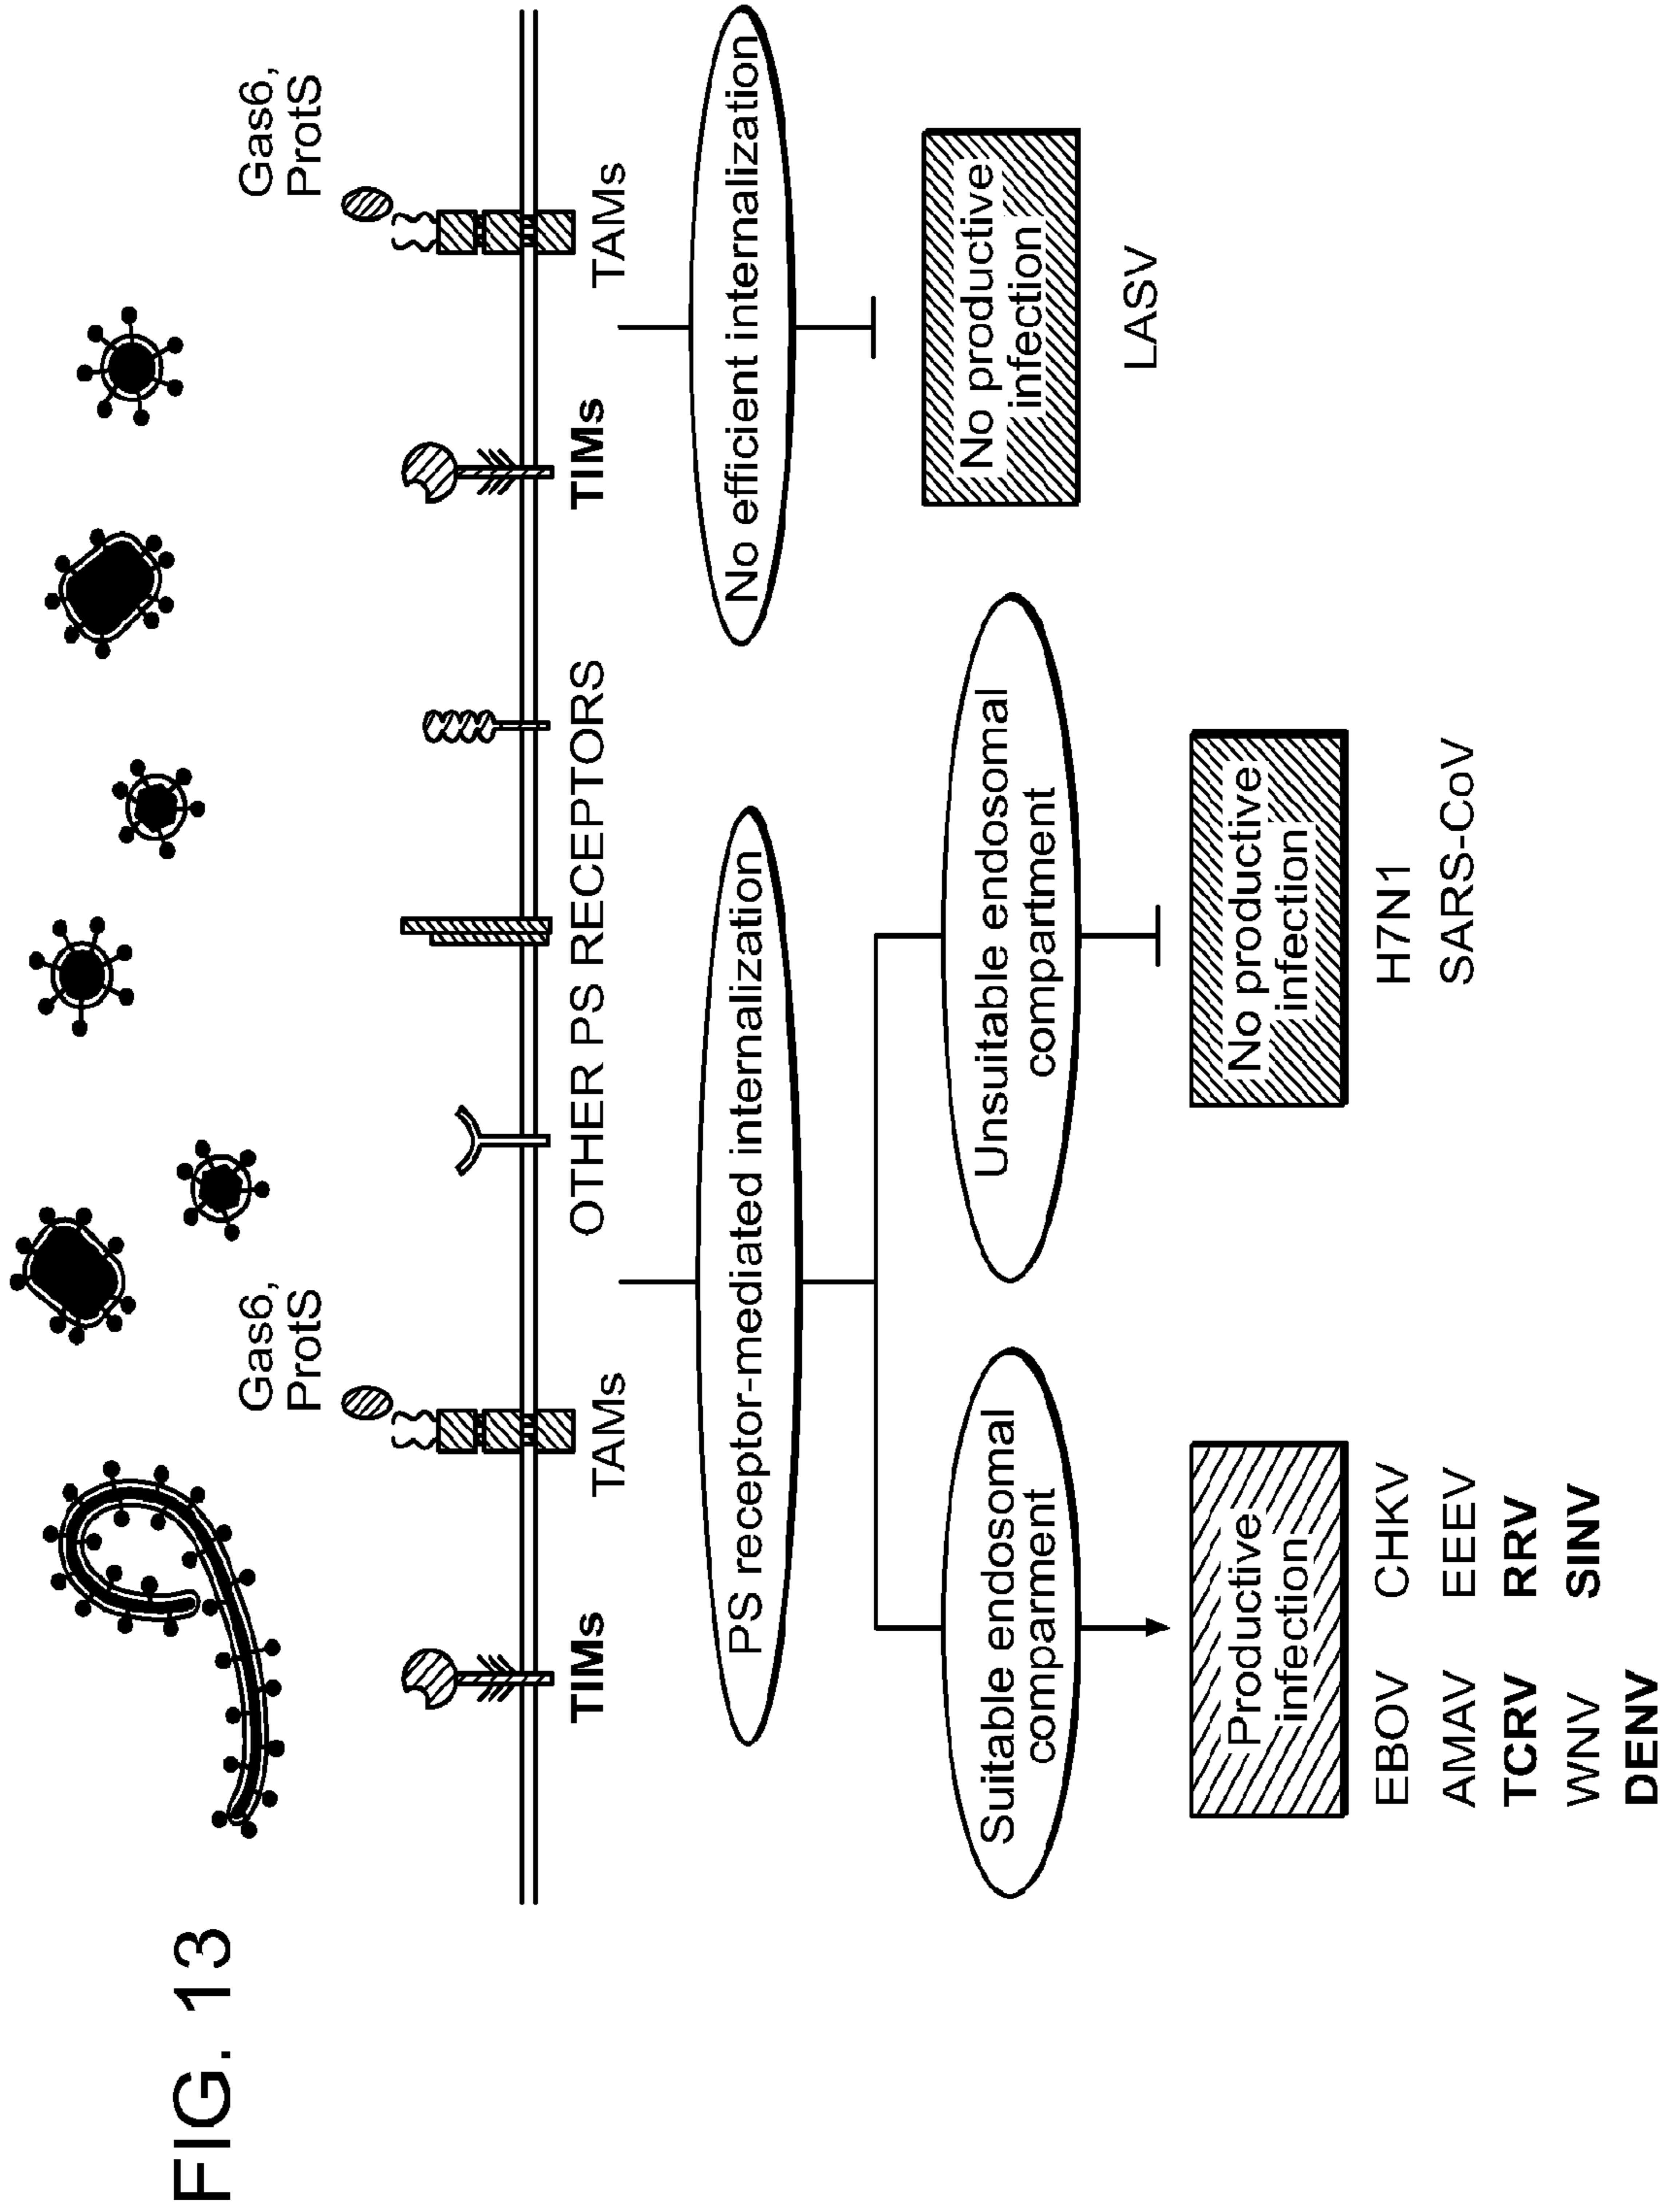 FIG. 13
Gas6,
ProtS
Gas6,
ProtS
TIMs
TAMs
OTHER PS RECEPTORS
TIMs
TAMs
PS receptor-mediated internalization
No efficient internalization
Suitable endosomal
comparment
Unsuitable endosomal
compartment
No productive
infection
LASV
Productive
infection
No productive
infection
EBOV CHKV
AMAV EEEV
TCRV RRV
WNV SINV
DENV
H7N1
SARS-CoV